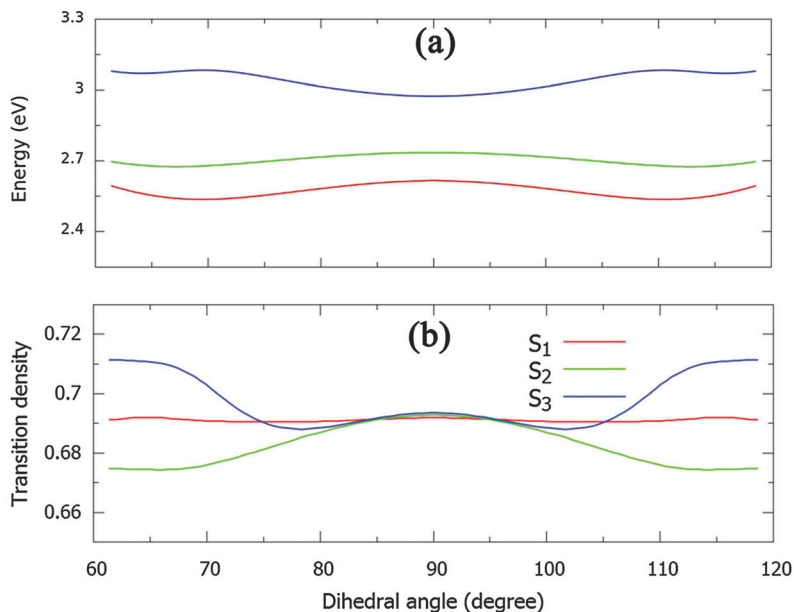 (a)
3.3
3
2.7
2.4
Energy (eV)
(b)
0.72
0.7
0.68
0.66
Transition density
S1
S2
S3
60 70 80 90 100 110 120
Dihedral angle (degree)